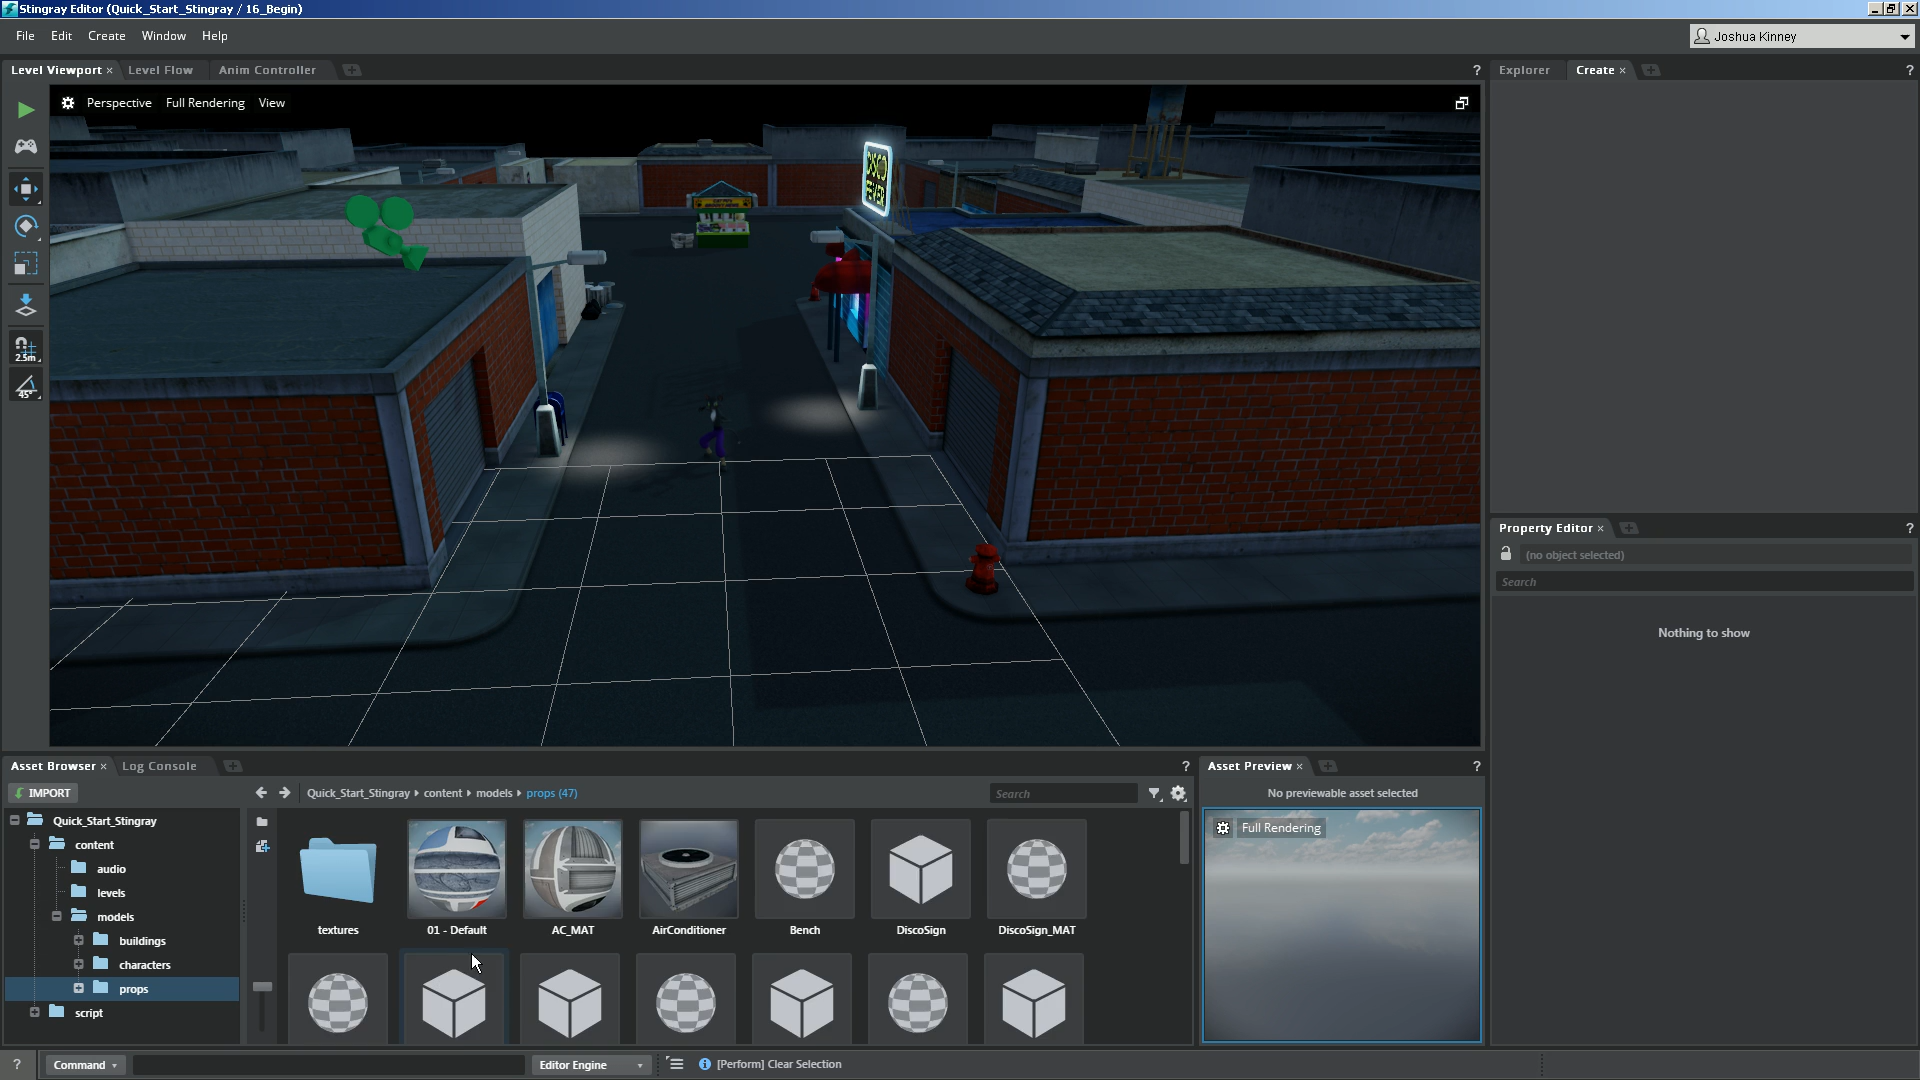 Stingray Editor (Quick_Start_Stingray / 16_Begin)
File Edit Create Window Help
Joshua Kinney
Level Viewport × Level Flow Anim Controller
?
Explorer Create ×
?
Perspective Full Rendering View
DISCO
FEVER
2.5m
45°
Property Editor ×
?
(no object selected)
Search
Nothing to show
Asset Browser × Log Console
?
Asset Preview ×
?
IMPORT
Quick_Start_Stingray content models props (47)
Search
No previewable asset selected
Full Rendering
Quick_Start_Stingray
content
audio
levels
models
buildings
characters
props
script
textures
01 - Default
AC_MAT
AirConditioner
Bench
DiscoSign
DiscoSign_MAT
? Command
Editor Engine
[Perform] Clear Selection